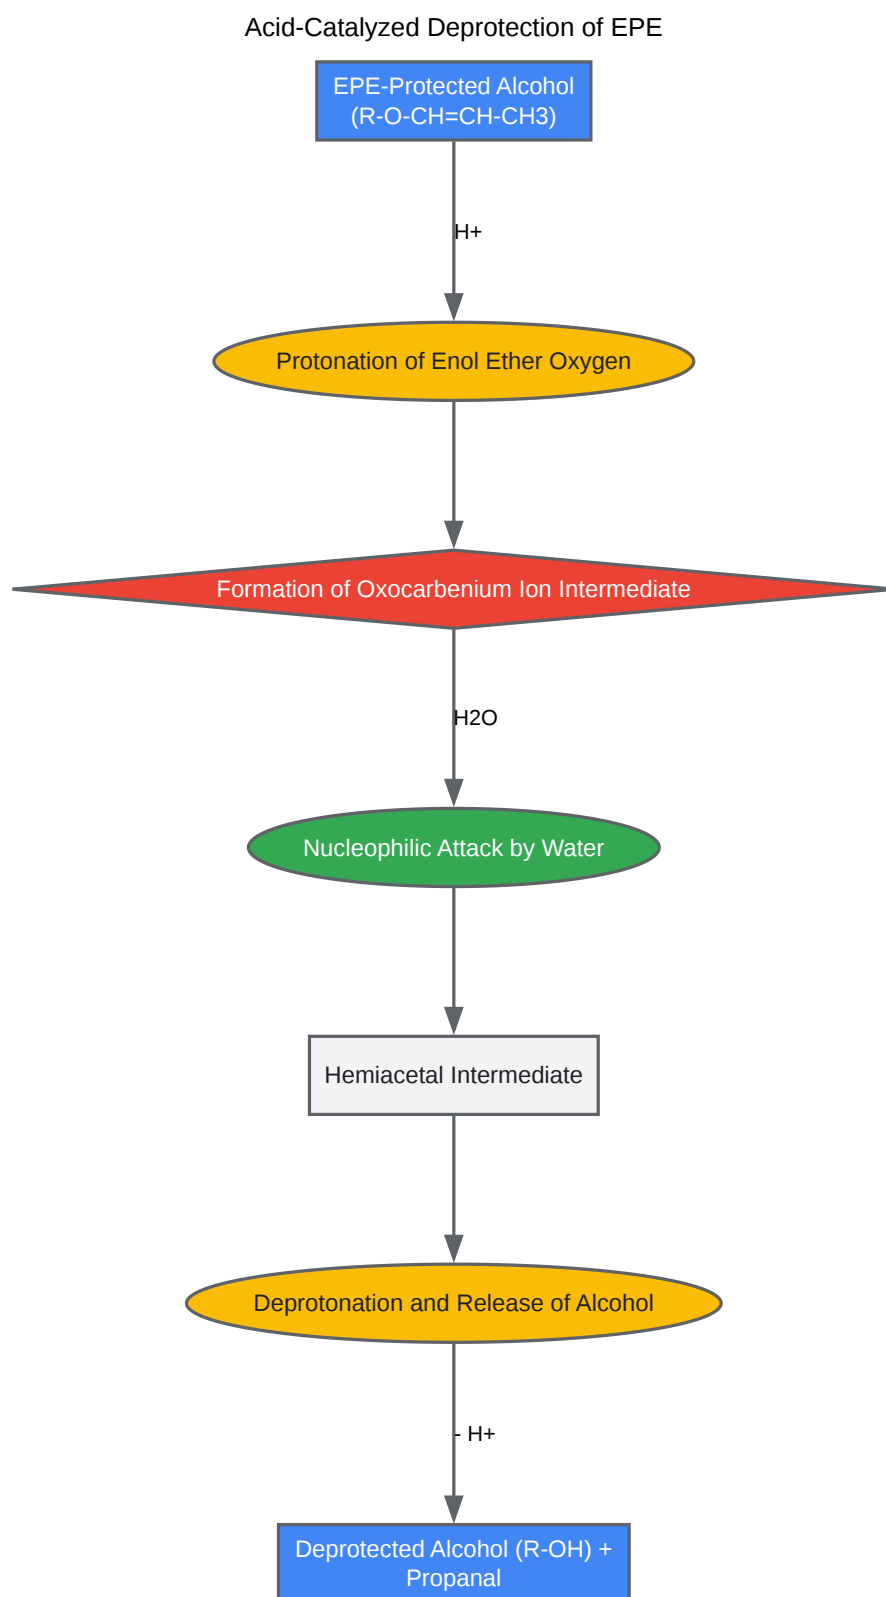 Acid-Catalyzed Deprotection of EPE
EPE-Protected Alcohol
(R-O-CH=CH-CH3)
H+
Protonation of Enol Ether Oxygen
Formation of Oxocarbenium Ion Intermediate
H2O
Nucleophilic Attack by Water
Hemiacetal Intermediate
Deprotonation and Release of Alcohol
- H+
Deprotected Alcohol (R-OH) +
Propanal